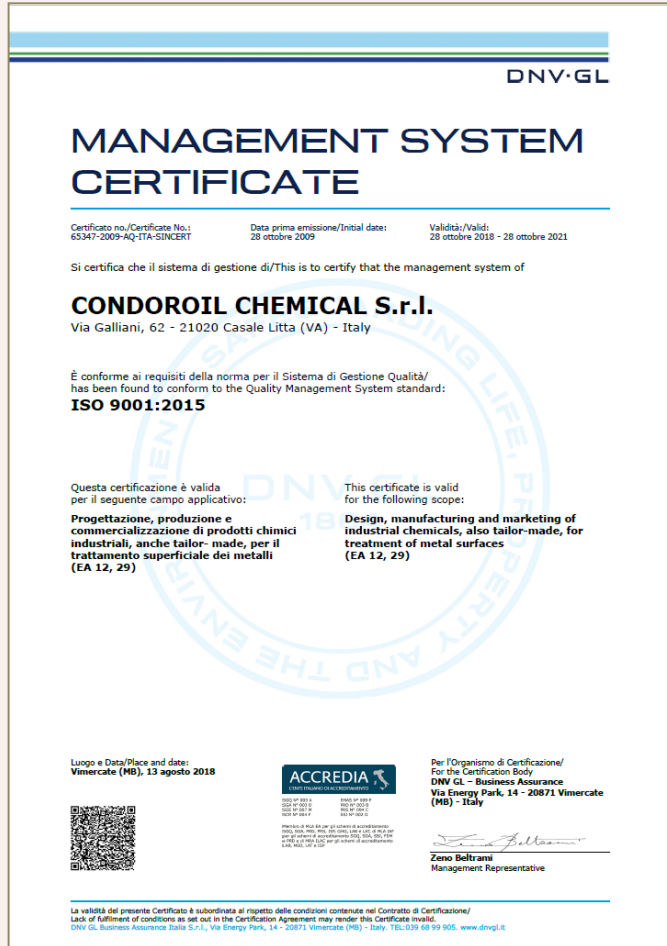 DNV·GL
MANAGEMENT SYSTEM
CERTIFICATE
Certificato no./Certificate No.:
65347-2009-AQ-ITA-SINCERT
Data prima emissione/Initial date:
28 ottobre 2009
Validità:/Valid:
28 ottobre 2018 - 28 ottobre 2021
Si certifica che il sistema di gestione di/This is to certify that the management system of
CONDOROIL CHEMICAL S.r.l.
Via Galliani, 62 - 21020 Casale Litta (VA) - Italy
È conforme ai requisiti della norma per il Sistema di Gestione Qualità/
has been found to conform to the Quality Management System standard:
ISO 9001:2015
Questa certificazione è valida
per il seguente campo applicativo:
Progettazione, produzione e
commercializzazione di prodotti chimici
industriali, anche tailor- made, per il
trattamento superficiale dei metalli
(EA 12, 29)
This certificate is valid
for the following scope:
Design, manufacturing and marketing of
industrial chemicals, also tailor-made, for
treatment of metal surfaces
(EA 12, 29)
DNV·GL
Luogo e Data/Place and date:
Vimercate (MB), 13 agosto 2018
ACCREDIA
L'ENTE ITALIANO DI ACCREDITAMENTO
Per l'Organismo di Certificazione/
For the Certification Body
DNV GL – Business Assurance
Via Energy Park, 14 - 20871 Vimercate
(MB) - Italy
Zeno Beltrami
Zeno Beltrami
Management Representative
La validità del presente Certificato è subordinata al rispetto delle condizioni contenute nel Contratto di Certificazione/
Lack of fulfilment of conditions as set out in the Certification Agreement may render this Certificate invalid.
DNV GL Business Assurance Italia S.r.l., Via Energy Park, 14 - 20871 Vimercate (MB) - Italy. TEL:039 68 99 905. www.dnvgl.it